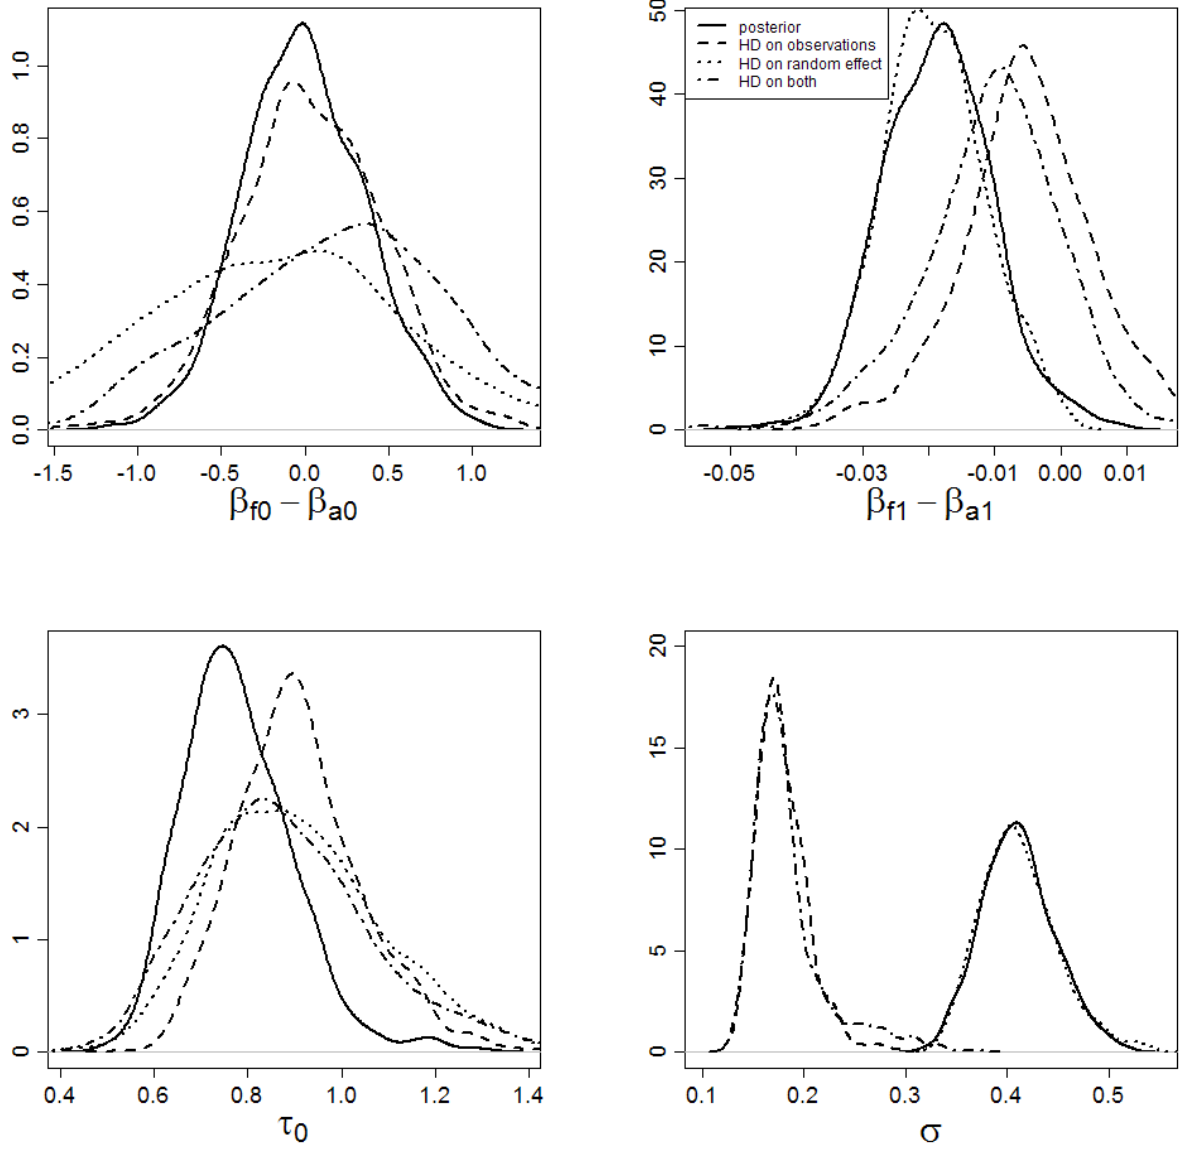 posterior
HD on observations
HD on random effect
HD on both
0.0 0.2 0.4 0.6 0.8 1.0
-1.5 -1.0 -0.5 0.0 0.5 1.0
βf0 − βa0
0 10 20 30 40 50
-0.05 -0.03 -0.01 0.00 0.01
βf1 − βa1
0 1 2 3
0.4 0.6 0.8 1.0 1.2 1.4
τ0
0 5 10 15 20
0.1 0.2 0.3 0.4 0.5
σ